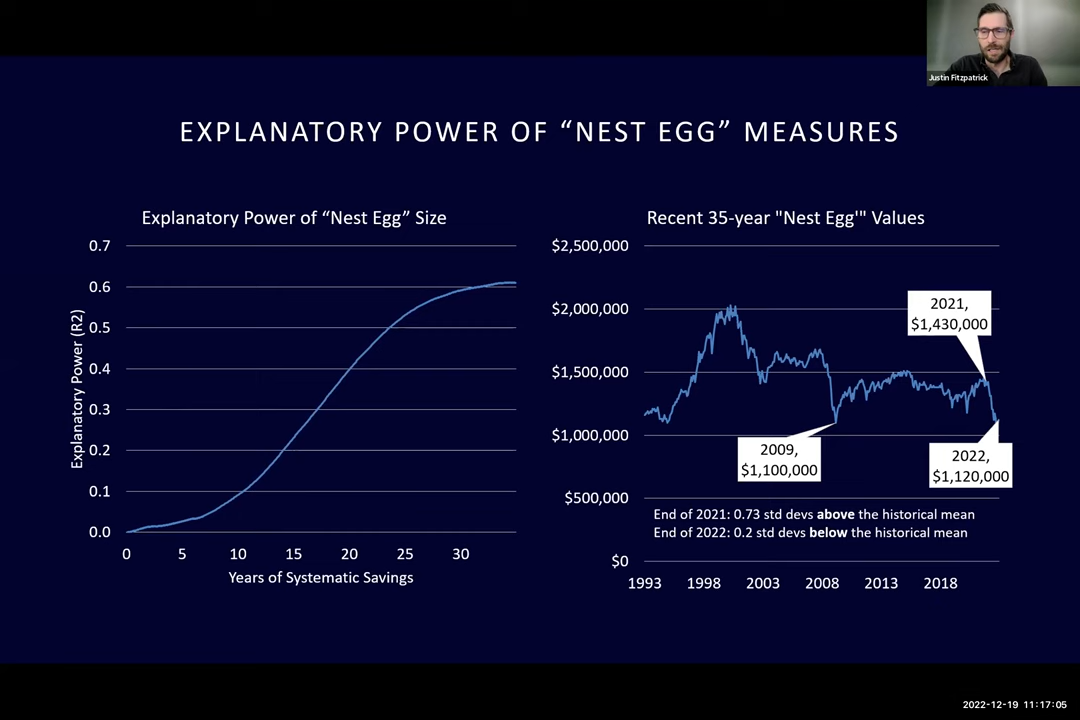 Justin Fitzpatrick
EXPLANATORY POWER OF “NEST EGG” MEASURES
Explanatory Power of “Nest Egg” Size
0.7
0.6
0.5
0.4
0.3
0.2
0.1
0.0
Explanatory Power (R2)
0 5 10 15 20 25 30
Years of Systematic Savings
Recent 35-year "Nest Egg'" Values
$2,500,000
$2,000,000
$1,500,000
$1,000,000
$500,000
$0
2021,
$1,430,000
2009,
$1,100,000
2022,
$1,120,000
End of 2021: 0.73 std devs above the historical mean
End of 2022: 0.2 std devs below the historical mean
1993 1998 2003 2008 2013 2018
2022-12-19 11:17:05